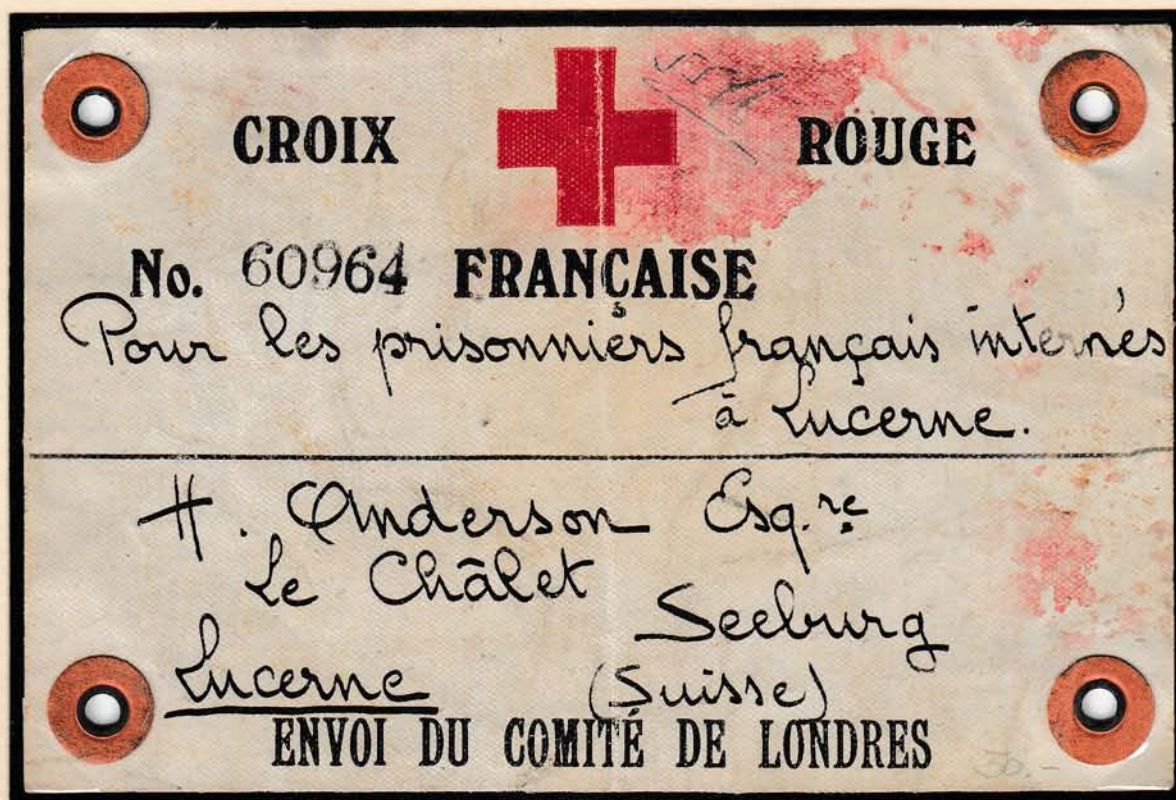 CROIX ROUGE
No. 60964 FRANÇAISE
Pour les prisonniers français internés
à Lucerne.
H. Anderson Esq.re
Le Châlet
Seeburg
Lucerne (Suisse)
ENVOI DU COMITÉ DE LONDRES
30.-